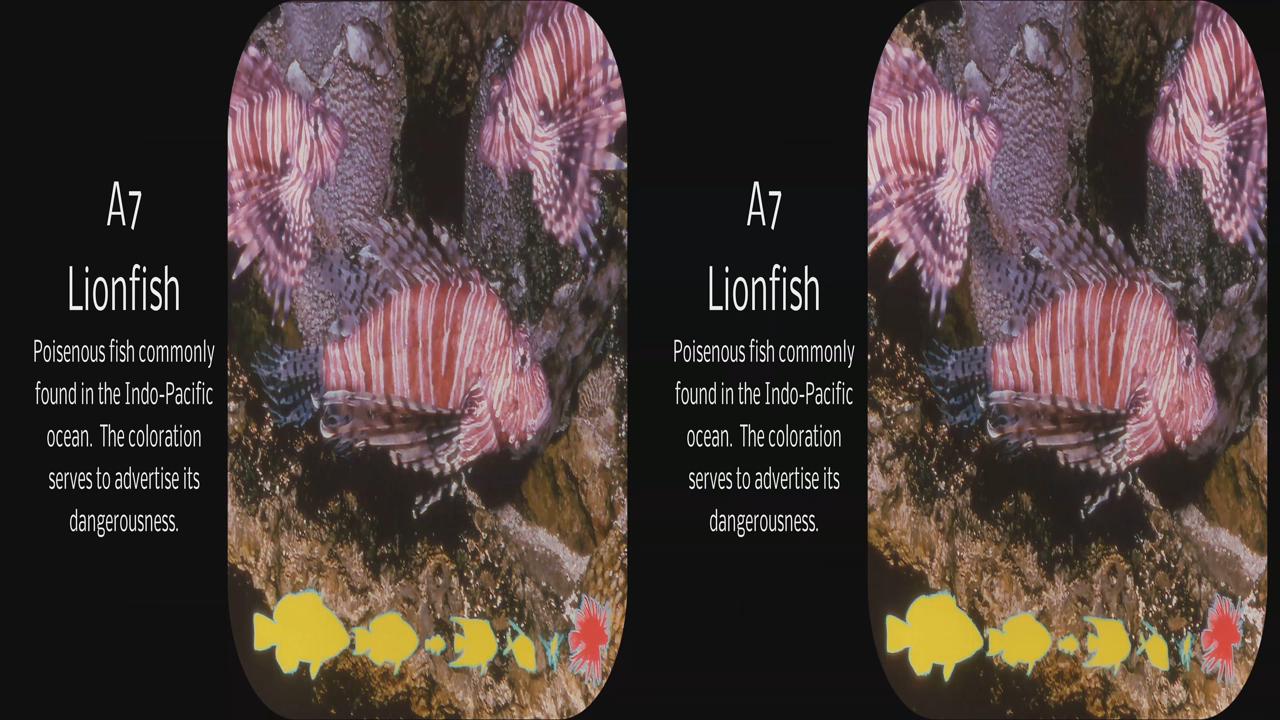 A7
Lionfish
Poisenous fish commonly
found in the Indo-Pacific
ocean. The coloration
serves to advertise its
dangerousness.
A7
Lionfish
Poisenous fish commonly
found in the Indo-Pacific
ocean. The coloration
serves to advertise its
dangerousness.